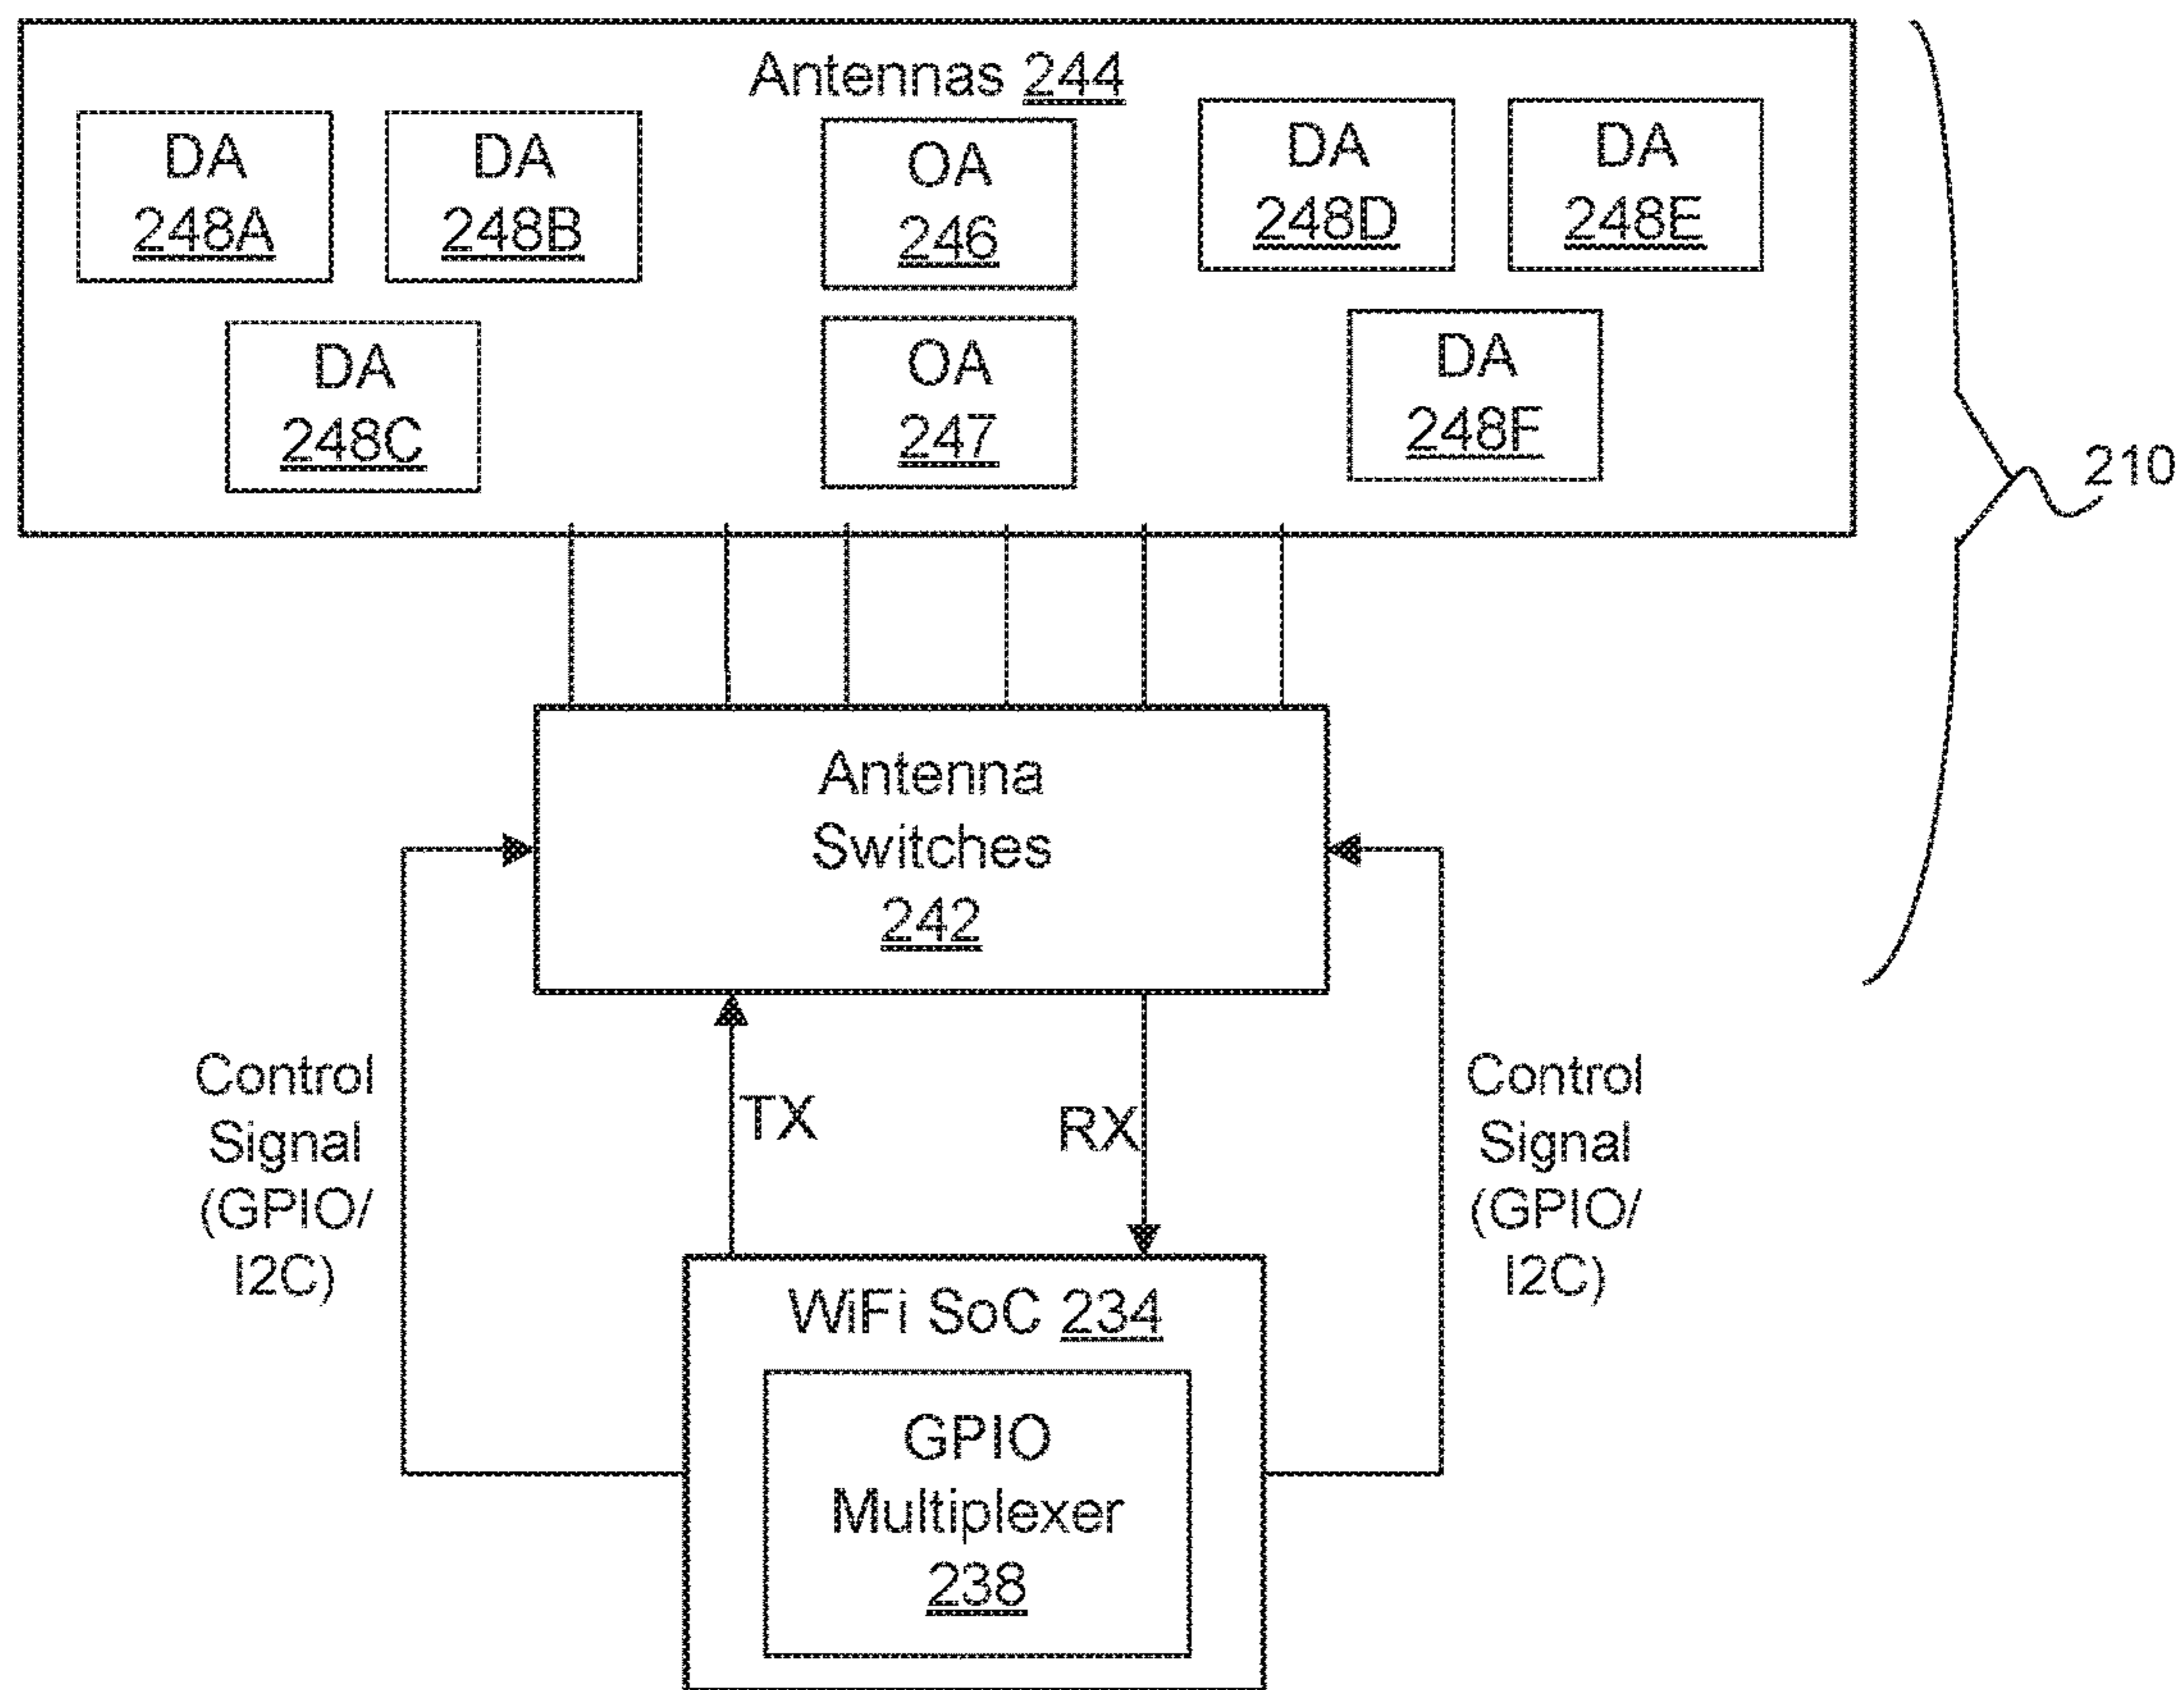 Antennas 244
DA
248A
DA
248B
OA
246
DA
248D
DA
248E
DA
248C
OA
247
DA
248F
210
Antenna
Switches
242
Control
Signal
(GPIO/
I2C)
TX
RX
Control
Signal
(GPIO/
I2C)
WiFi SoC 234
GPIO
Multiplexer
238